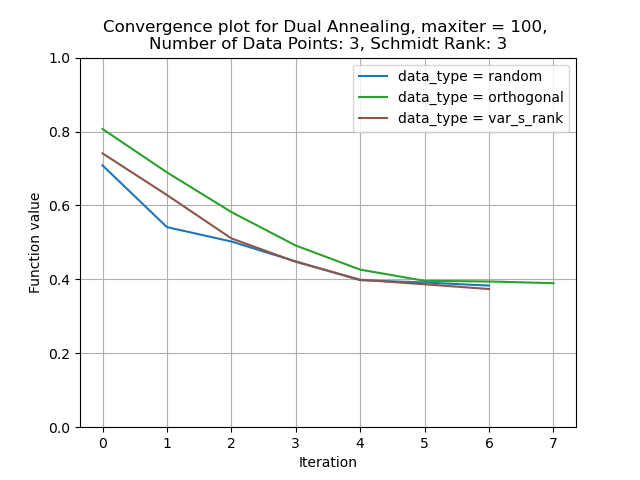 Convergence plot for Dual Annealing, maxiter = 100,
Number of Data Points: 3, Schmidt Rank: 3
data_type = random
data_type = orthogonal
data_type = var_s_rank
1.0
0.8
0.6
0.4
0.2
0.0
Function value
0 1 2 3 4 5 6 7
Iteration